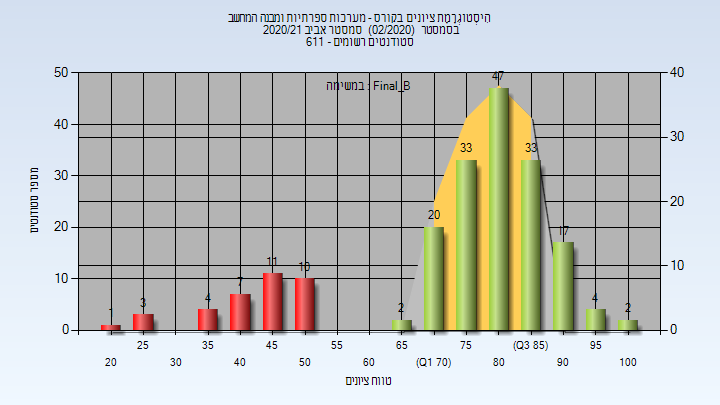 הִיסְטוֹגְרָמַת ציונים בקורס - מערכות ספרתיות ומבנה המחשב
בסמסטר (02/2020) סמסטר אביב 2020/21
סטודנטים רשומים - 611
במשימה : Final_B
50 40
40 30
30 20
20 10
10 0
0
מספר סטודנטים
1 3 4 7 11 10 2 20 33 47 33 17 4 2
25 35 45 55 65 75 (Q3 85) 95
20 30 40 50 60 (Q1 70) 80 90 100
טווח ציונים